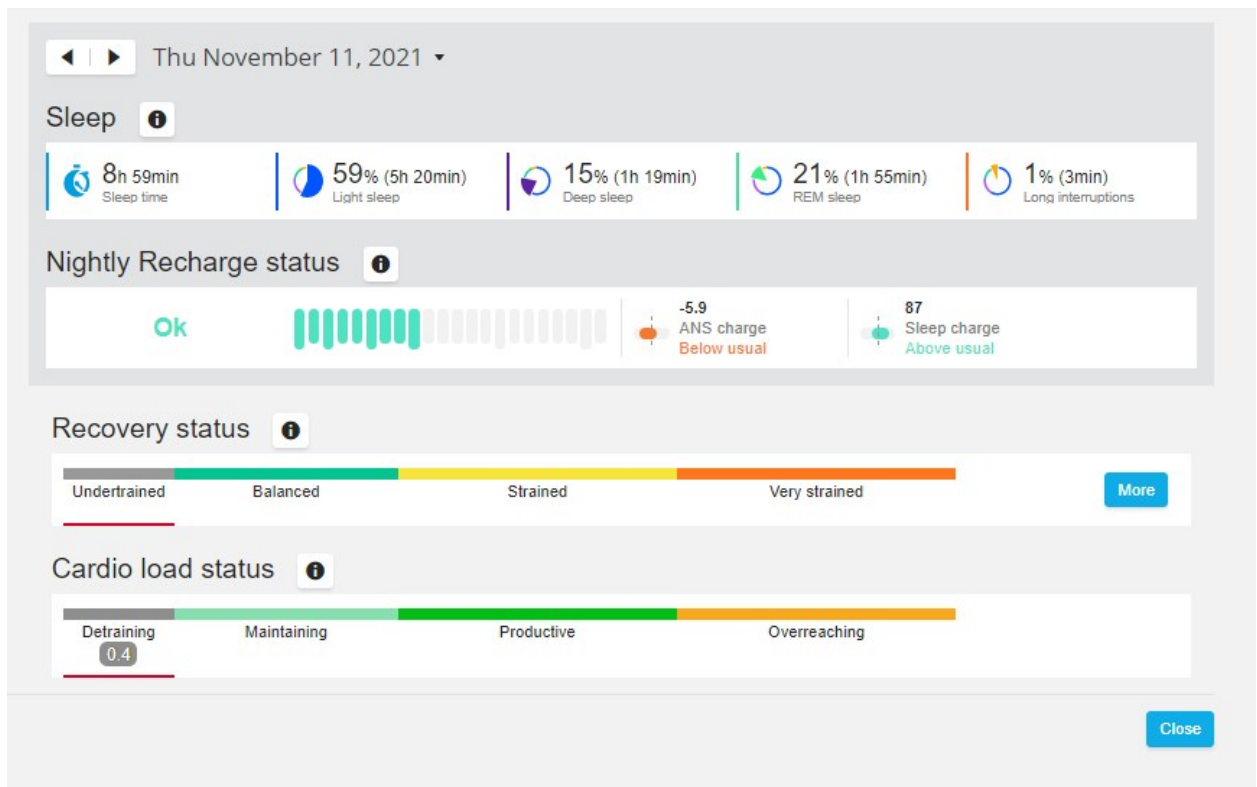 Thu November 11, 2021
Sleep
8h 59min
Sleep time
59% (5h 20min)
Light sleep
15% (1h 19min)
Deep sleep
21% (1h 55min)
REM sleep
1% (3min)
Long interruptions
Nightly Recharge status
Ok
-5.9
ANS charge
Below usual
87
Sleep charge
Above usual
Recovery status
Undertrained Balanced Strained Very strained
More
Cardio load status
Detraining Maintaining Productive Overreaching
0.4
Close